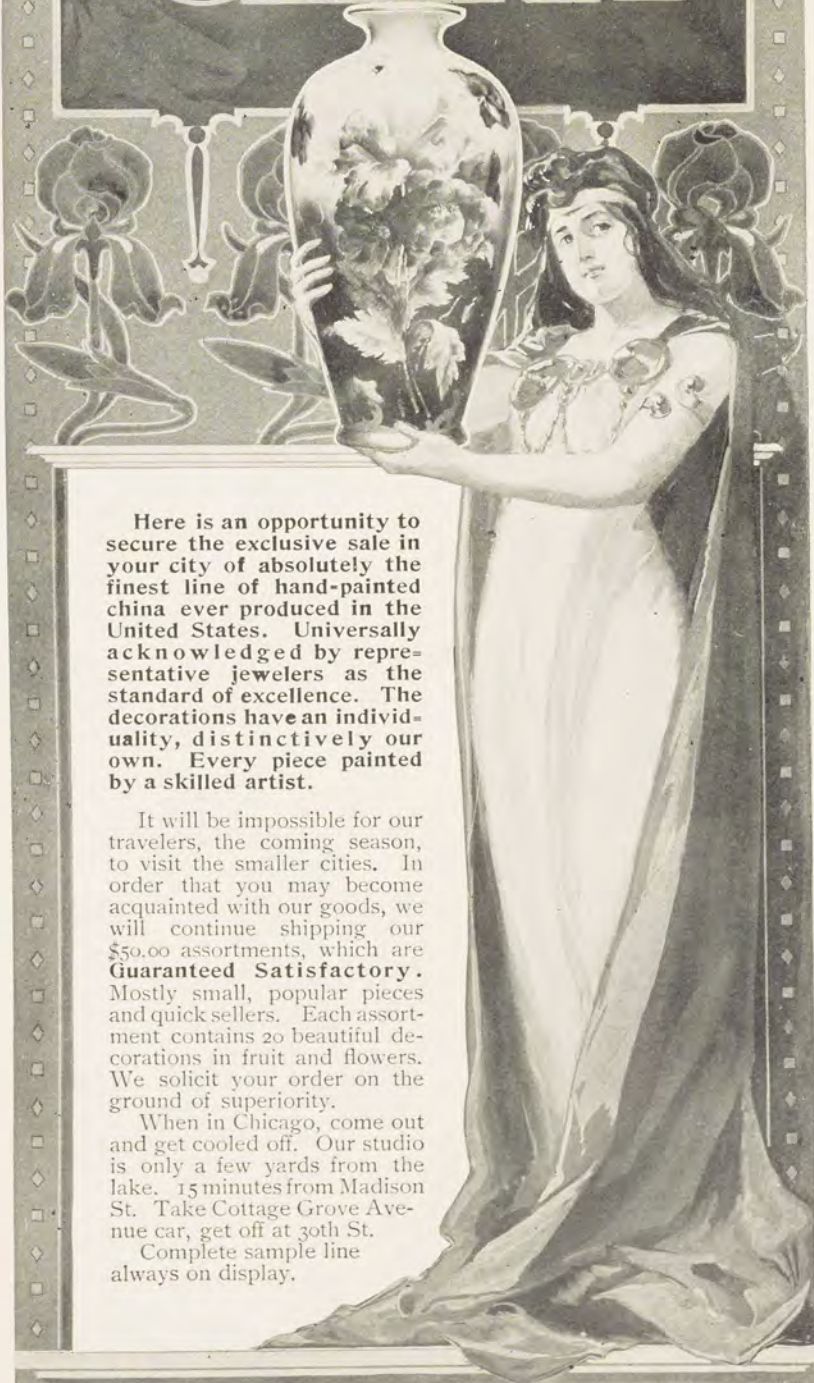 Here is an opportunity to
secure the exclusive sale in
your city of absolutely the
finest line of hand-painted
china ever produced in the
United States. Universally
acknowledged by repre=
sentative jewelers as the
standard of excellence. The
decorations have an individ=
uality, distinctively our
own. Every piece painted
by a skilled artist.
It will be impossible for our
travelers, the coming season,
to visit the smaller cities. In
order that you may become
acquainted with our goods, we
will continue shipping our
$50.00 assortments, which are
Guaranteed Satisfactory.
Mostly small, popular pieces
and quick sellers. Each assort-
ment contains 20 beautiful de-
corations in fruit and flowers.
We solicit your order on the
ground of superiority.
When in Chicago, come out
and get cooled off. Our studio
is only a few yards from the
lake. 15 minutes from Madison
St. Take Cottage Grove Ave-
nue car, get off at 30th St.
Complete sample line
always on display.